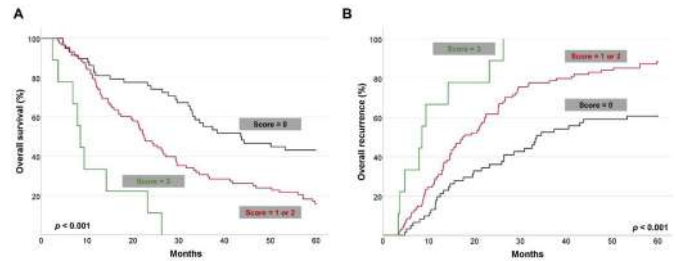 A
Overall survival (%)
100
80
60
40
20
0
10
20
30
40
50
60
Months
Score = 0
Score = 3
Score = 1 or 2
p < 0.001
B
Overall recurrence (%)
100
80
60
40
20
0
10
20
30
40
50
60
Months
Score = 3
Score = 1 or 2
Score = 0
p < 0.001